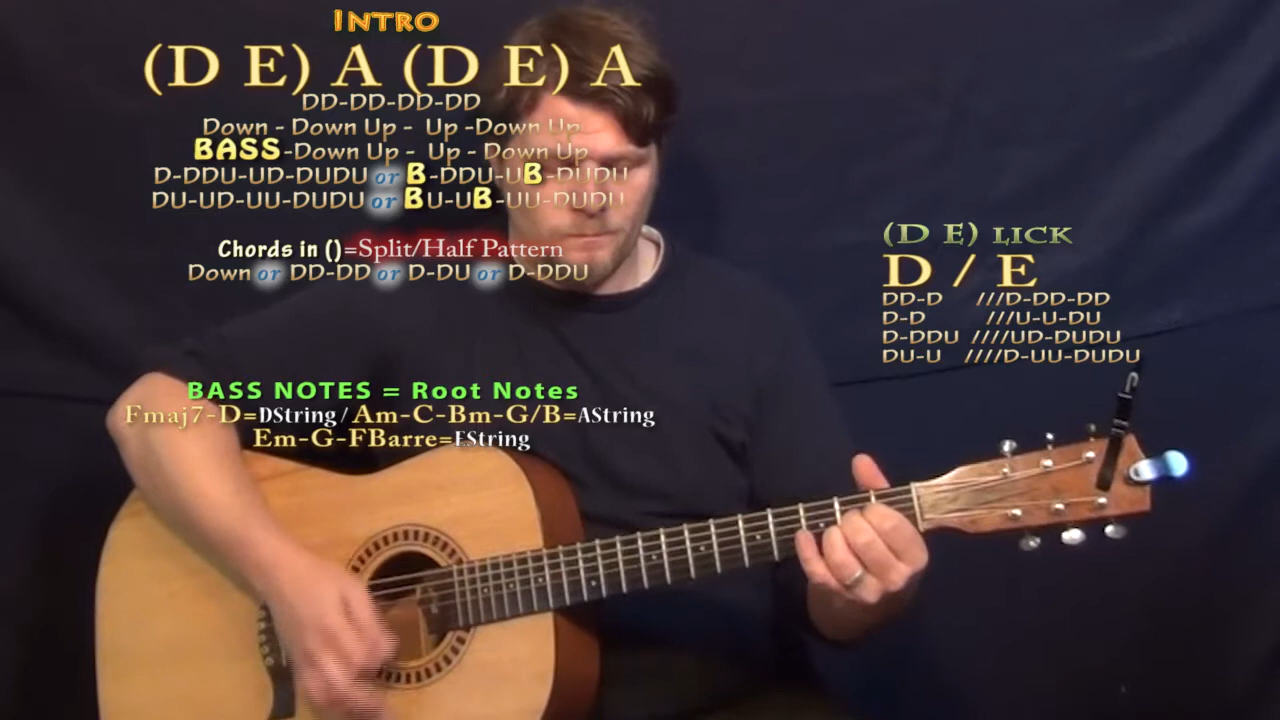 INTRO
(D E) A (D E) A
DD-DD-DD-DD
Down - Down Up - Up -Down Up
BASS-Down Up - Up - Down Up
D-DDU-UD-DUDU or B-DDU-UB-DUDU
DU-UD-UU-DUDU or BU-UB-UU-DUDU
Chords in ()=Split/Half Pattern
Down or DD-DD or D-DU or D-DDU
BASS NOTES = Root Notes
Fmaj7-D=DString / Am-C-Bm-G/B=AString
Em-G-FBarre=EString
(D E) LICK
D / E
DD-D ///D-DD-DD
D-D ///U-U-DU
D-DDU ////UD-DUDU
DU-U ////D-UU-DUDU